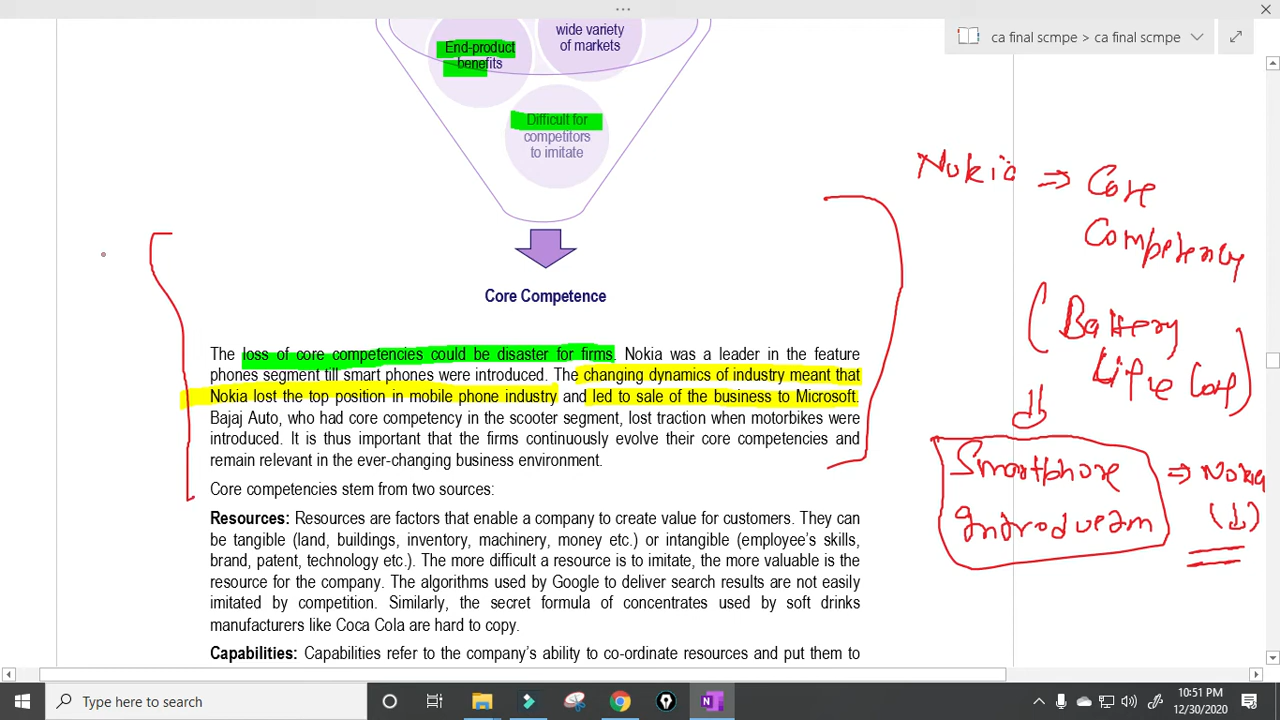 ca final scmpe > ca final scmpe
wide variety
of markets
End-product
benefits
Difficult for
competitors
to imitate
Core Competence
The loss of core competencies could be disaster for firms. Nokia was a leader in the feature
phones segment till smart phones were introduced. The changing dynamics of industry meant that
Nokia lost the top position in mobile phone industry and led to sale of the business to Microsoft.
Bajaj Auto, who had core competency in the scooter segment, lost traction when motorbikes were
introduced. It is thus important that the firms continuously evolve their core competencies and
remain relevant in the ever-changing business environment.
Core competencies stem from two sources:
Resources: Resources are factors that enable a company to create value for customers. They can
be tangible (land, buildings, inventory, machinery, money etc.) or intangible (employee's skills,
brand, patent, technology etc.). The more difficult a resource is to imitate, the more valuable is the
resource for the company. The algorithms used by Google to deliver search results are not easily
imitated by competition. Similarly, the secret formula of concentrates used by soft drinks
manufacturers like Coca Cola are hard to copy.
Capabilities: Capabilities refer to the company's ability to co-ordinate resources and put them to
Nokia ⇒ Core
Competency
(Battery
Life
Smartphone ⇒ Nokia
(↓)
Type here to search
10:51 PM
12/30/2020